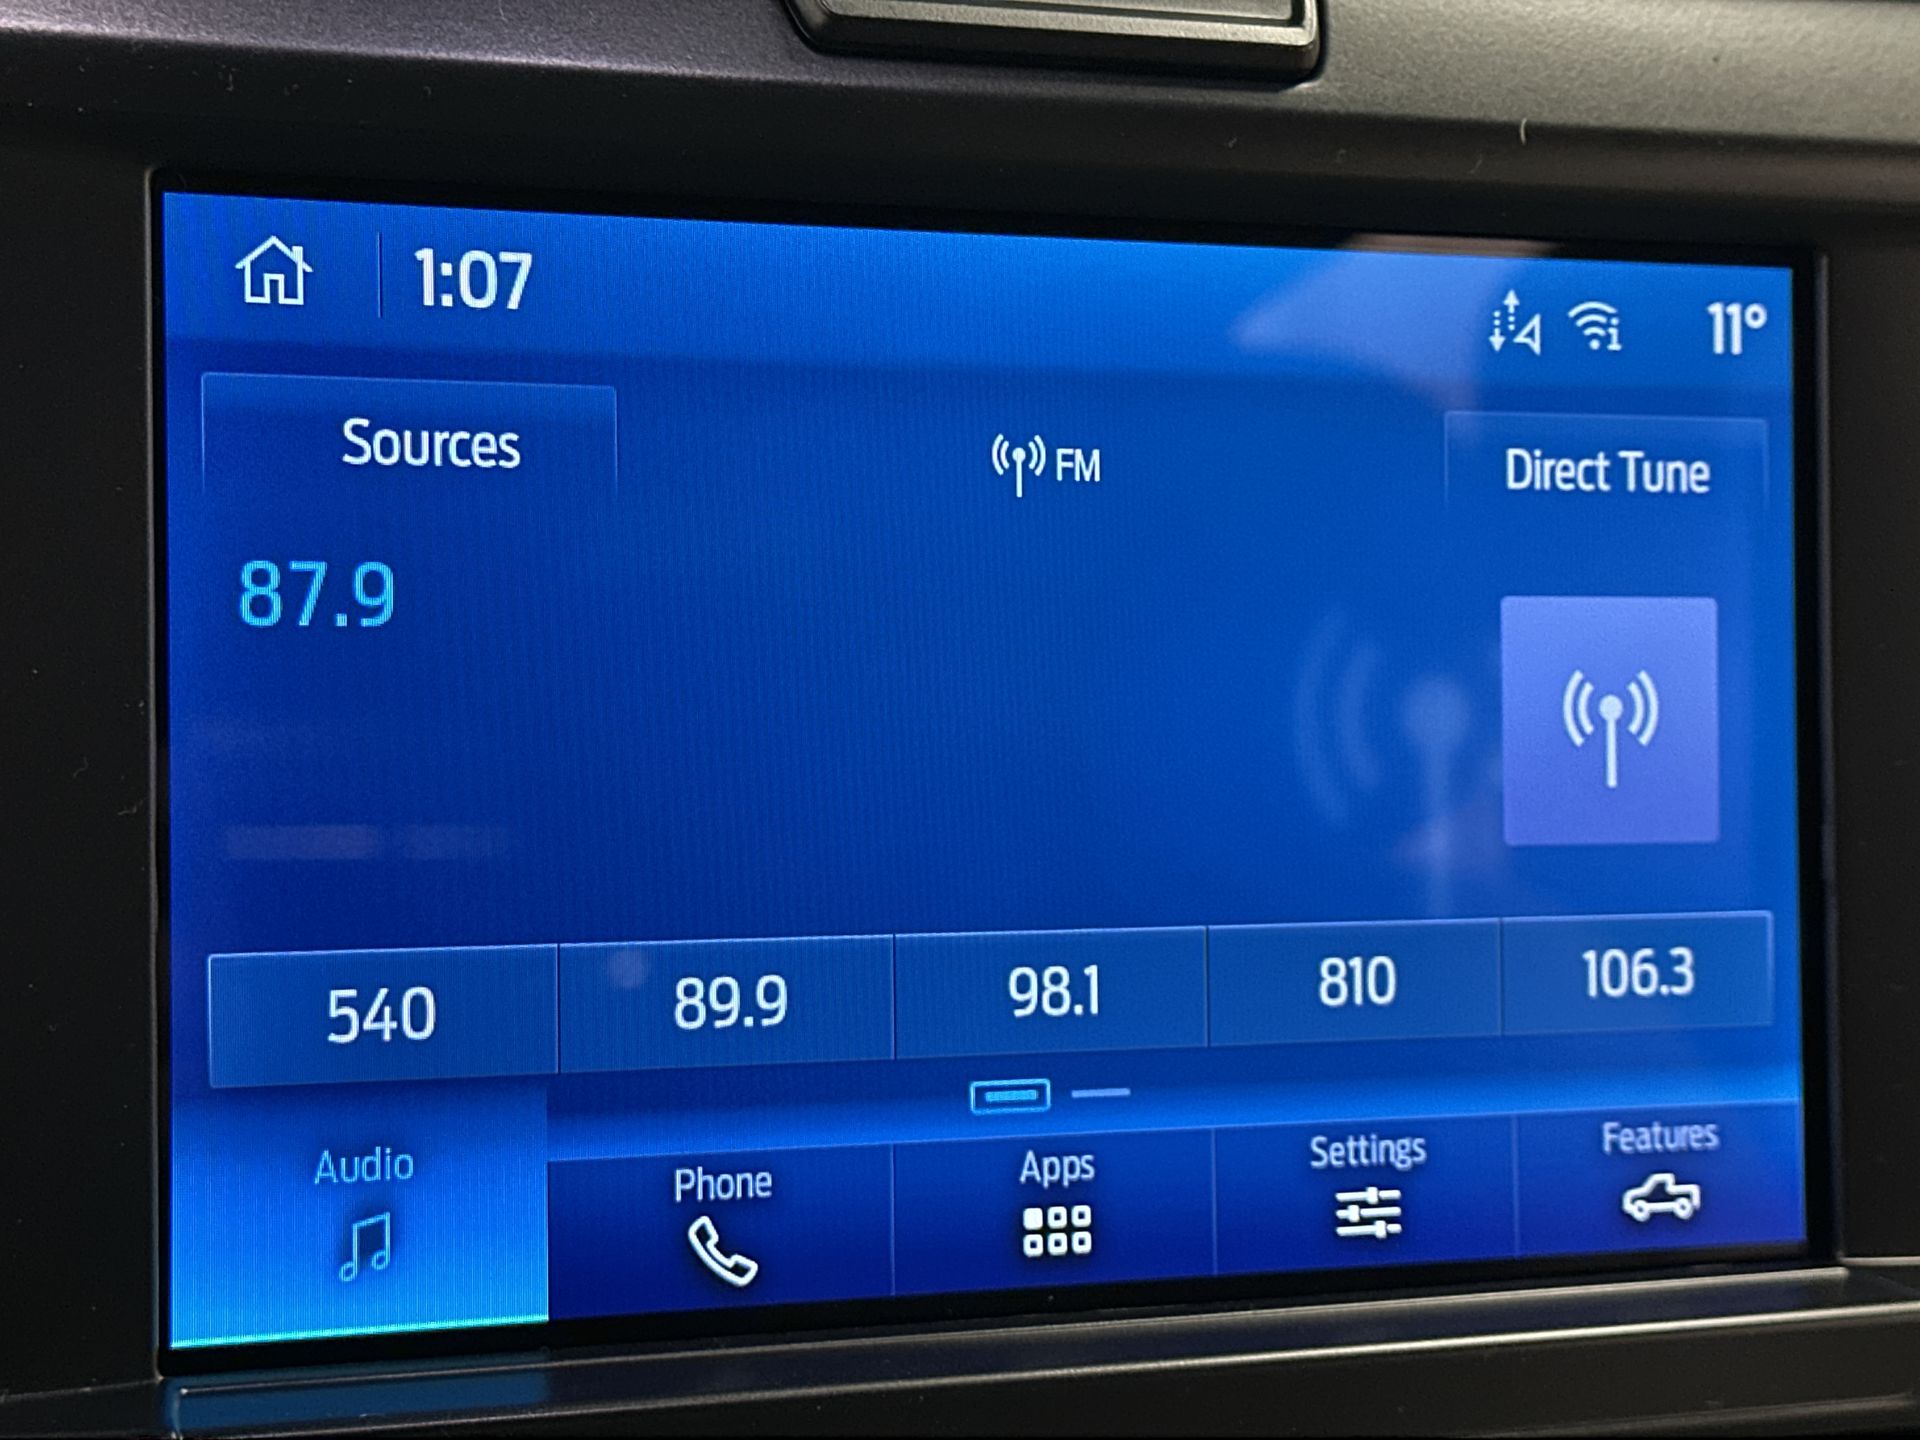 1:07
11°
Sources
FM
Direct Tune
87.9
540
89.9
98.1
810
106.3
Audio
Phone
Apps
Settings
Features